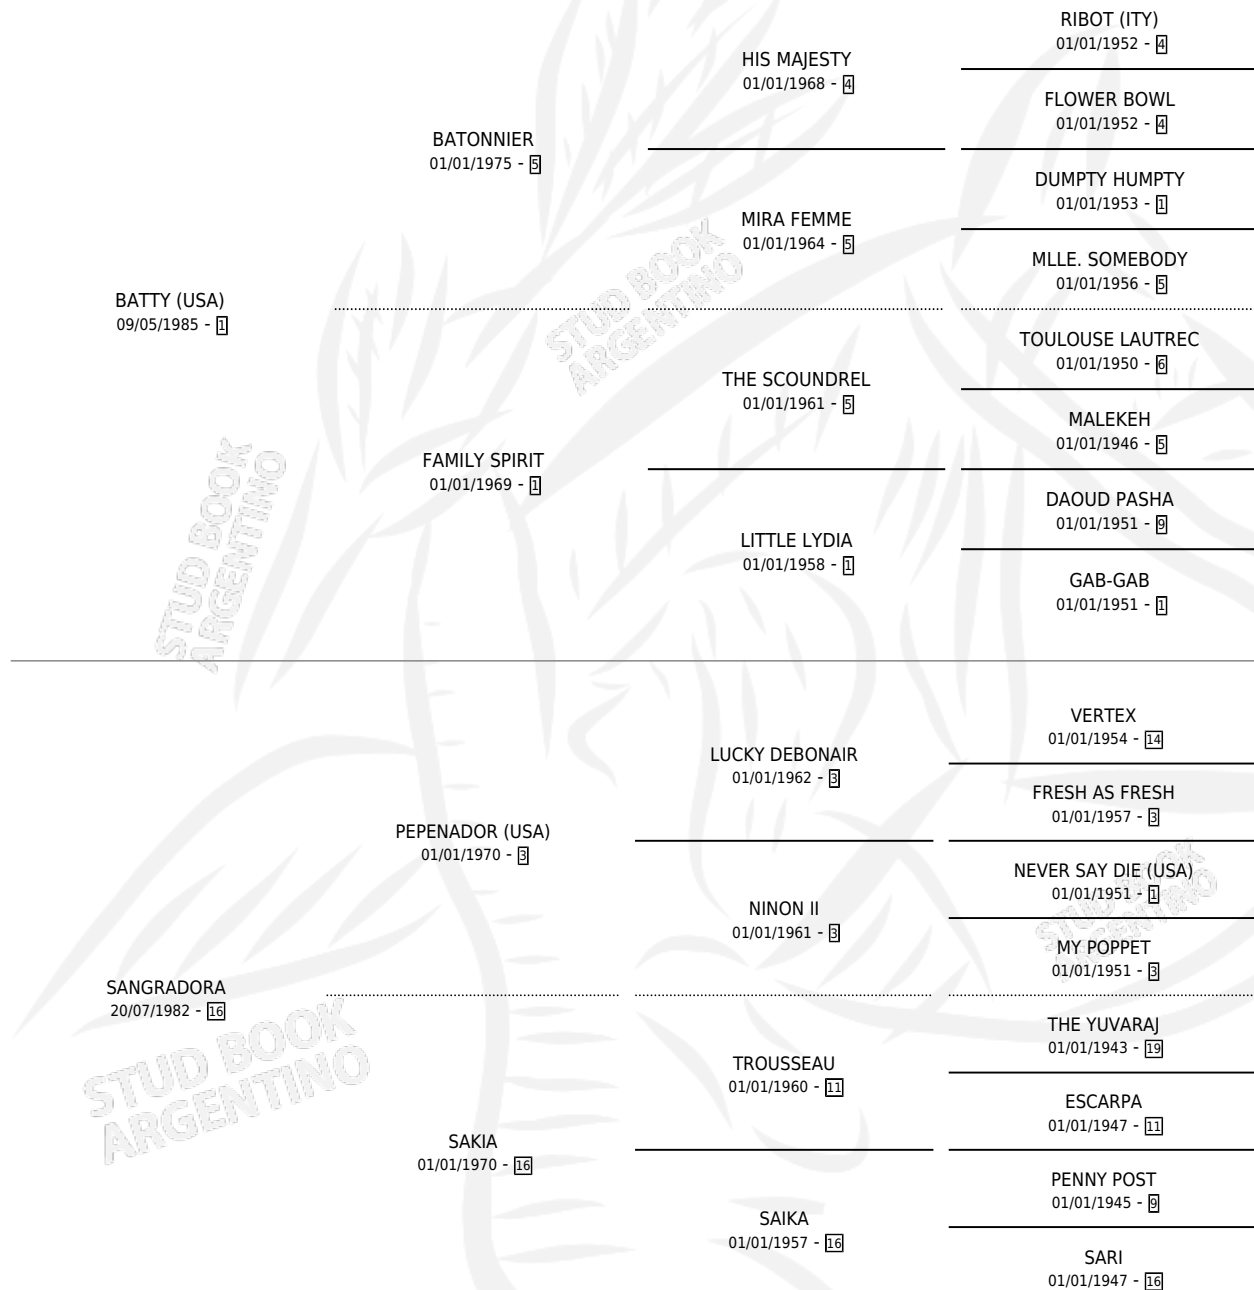 RIBOT (ITY)
01/01/1952 - 4
HIS MAJESTY
01/01/1968 - 4
FLOWER BOWL
01/01/1952 - 4
BATONNIER
01/01/1975 - 5
DUMPTY HUMPTY
01/01/1953 - 1
MIRA FEMME
01/01/1964 - 5
MLLE. SOMEBODY
01/01/1956 - 5
BATTY (USA)
09/05/1985 - 1
TOULOUSE LAUTREC
01/01/1950 - 6
THE SCOUNDREL
01/01/1961 - 5
MALEKEH
01/01/1946 - 5
FAMILY SPIRIT
01/01/1969 - 1
DAOUD PASHA
01/01/1951 - 9
LITTLE LYDIA
01/01/1958 - 1
GAB-GAB
01/01/1951 - 1
VERTEX
01/01/1954 - 14
LUCKY DEBONAIR
01/01/1962 - 3
FRESH AS FRESH
01/01/1957 - 3
PEPENADOR (USA)
01/01/1970 - 3
NEVER SAY DIE (USA)
01/01/1951 - 1
NINON II
01/01/1961 - 3
MY POPPET
01/01/1951 - 3
SANGRADORA
20/07/1982 - 16
THE YUVARAJ
01/01/1943 - 19
TROUSSEAU
01/01/1960 - 11
ESCARPA
01/01/1947 - 11
SAKIA
01/01/1970 - 16
PENNY POST
01/01/1945 - 9
SAIKA
01/01/1957 - 16
SARI
01/01/1947 - 16
STUD BOOK
ARGENTINO
STUD BOOK
ARGENTINO
STUD BOOK
ARGENTINO
STUD BOOK
ARGENTINO